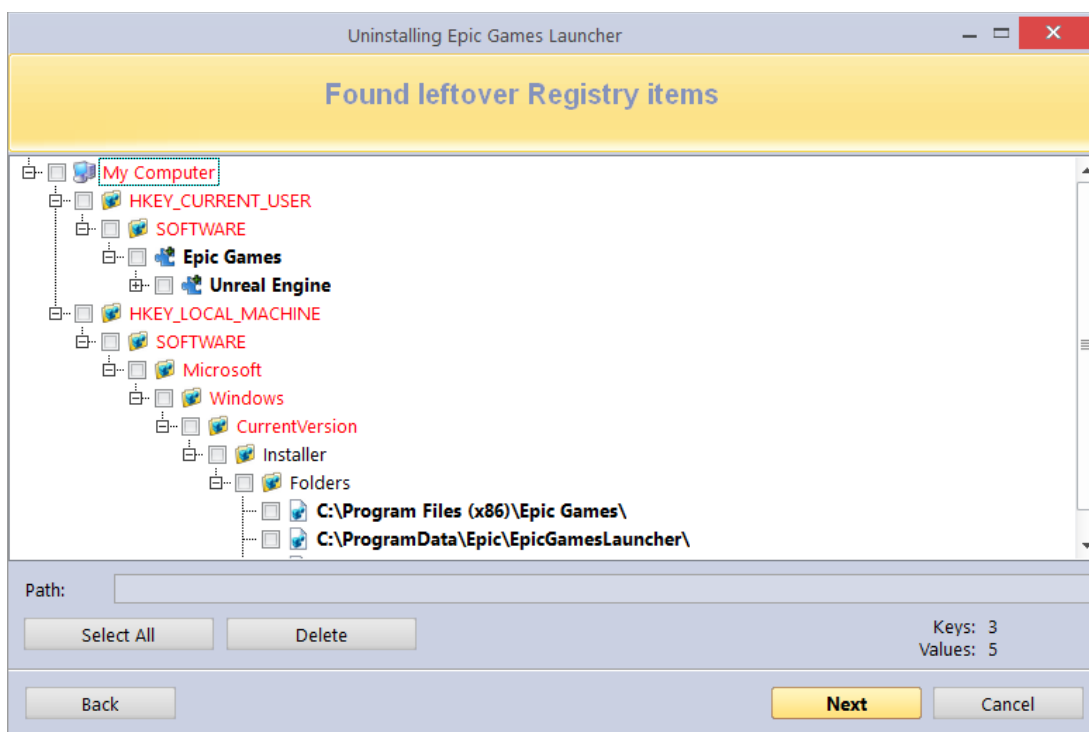 Uninstalling Epic Games Launcher
Found leftover Registry items
My Computer
HKEY_CURRENT_USER
SOFTWARE
Epic Games
Unreal Engine
HKEY_LOCAL_MACHINE
SOFTWARE
Microsoft
Windows
CurrentVersion
Installer
Folders
C:\Program Files (x86)\Epic Games\
C:\ProgramData\Epic\EpicGamesLauncher\
Path:
Select All Delete Keys: 3
Values: 5
Back Next Cancel